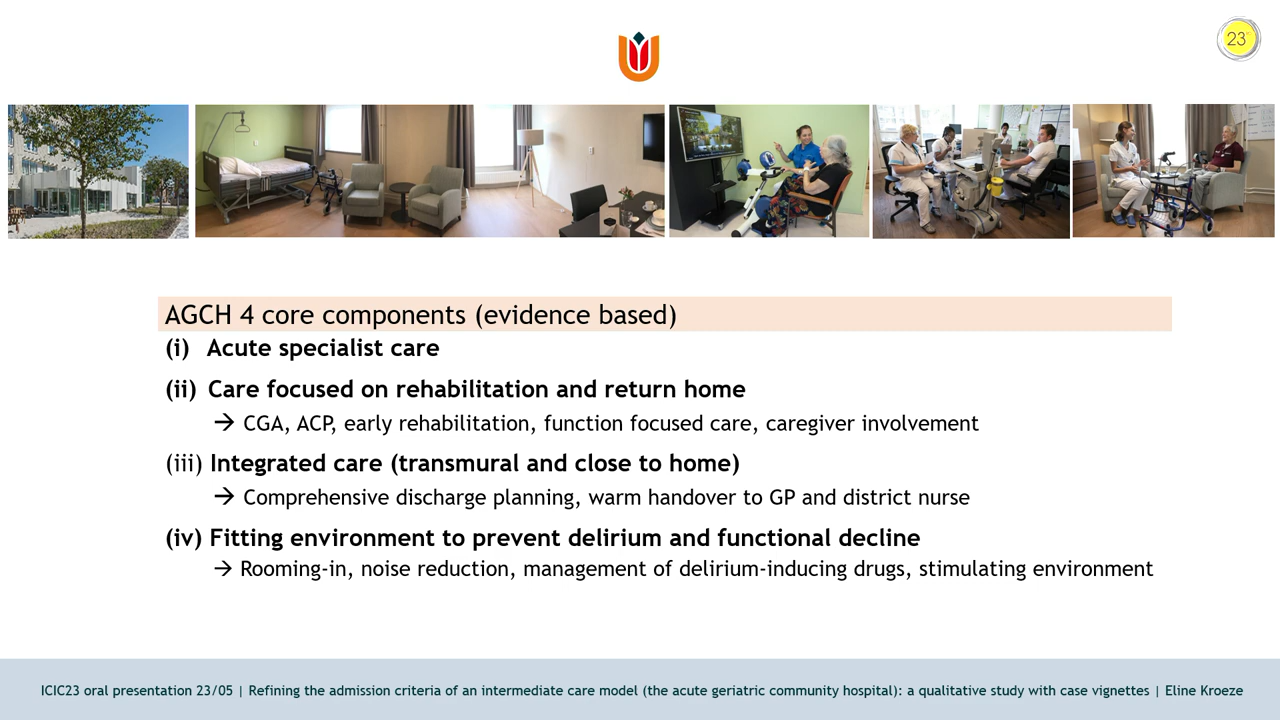 23
AGCH 4 core components (evidence based)
(i) Acute specialist care
(ii) Care focused on rehabilitation and return home
→ CGA, ACP, early rehabilitation, function focused care, caregiver involvement
(iii) Integrated care (transmural and close to home)
→ Comprehensive discharge planning, warm handover to GP and district nurse
(iv) Fitting environment to prevent delirium and functional decline
→ Rooming-in, noise reduction, management of delirium-inducing drugs, stimulating environment
ICIC23 oral presentation 23/05 | Refining the admission criteria of an intermediate care model (the acute geriatric community hospital): a qualitative study with case vignettes | Eline Kroeze